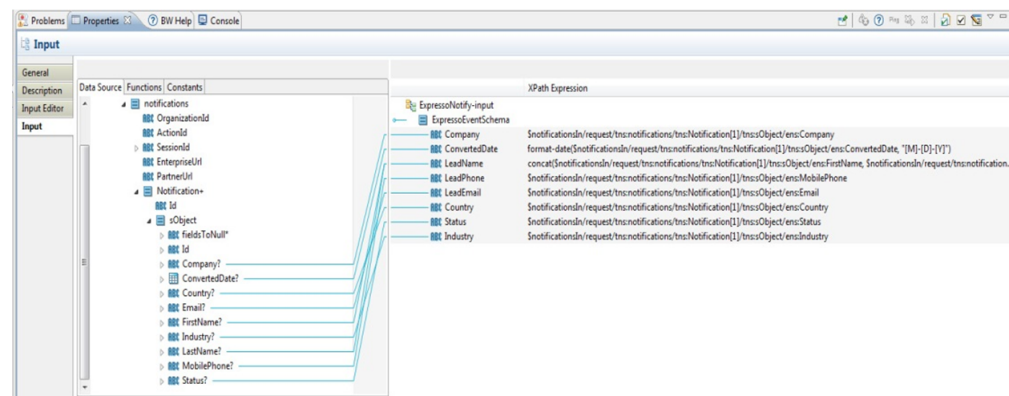 Problems Properties BW Help Console
Input
General
Description
Input Editor
Input
Data Source Functions Constants
notifications
OrganizationId
ActionId
SessionId
EnterpriseUrl
PartnerUrl
Notification+
Id
sObject
fieldsToNull*
Id
Company?
ConvertedDate?
Country?
Email?
FirstName?
Industry?
LastName?
MobilePhone?
Status?
XPath Expression
ExpressoNotify-input
ExpressoEventSchema
Company $notificationsIn/request/tns:notifications/tns:Notification[1]/tns:sObject/ens:Company
ConvertedDate format-date($notificationsIn/request/tns:notifications/tns:Notification[1]/tns:sObject/ens:ConvertedDate, "[M]-[D]-[Y]")
LeadName concat($notificationsIn/request/tns:notifications/tns:Notification[1]/tns:sObject/ens:FirstName, $notificationsIn/request/tns:notification.
LeadPhone $notificationsIn/request/tns:notifications/tns:Notification[1]/tns:sObject/ens:MobilePhone
LeadEmail $notificationsIn/request/tns:notifications/tns:Notification[1]/tns:sObject/ens:Email
Country $notificationsIn/request/tns:notifications/tns:Notification[1]/tns:sObject/ens:Country
Status $notificationsIn/request/tns:notifications/tns:Notification[1]/tns:sObject/ens:Status
Industry $notificationsIn/request/tns:notifications/tns:Notification[1]/tns:sObject/ens:Industry